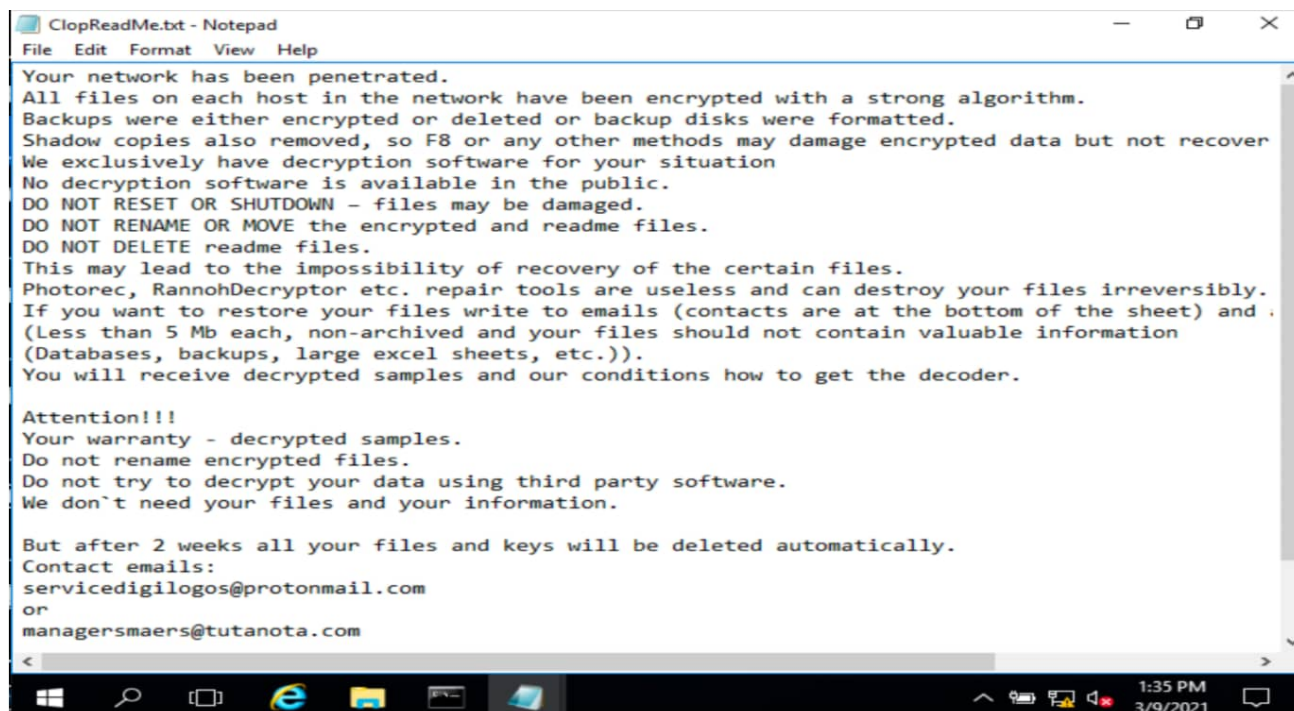 ClopReadMe.txt - Notepad
File Edit Format View Help
Your network has been penetrated.
All files on each host in the network have been encrypted with a strong algorithm.
Backups were either encrypted or deleted or backup disks were formatted.
Shadow copies also removed, so F8 or any other methods may damage encrypted data but not recover
We exclusively have decryption software for your situation
No decryption software is available in the public.
DO NOT RESET OR SHUTDOWN – files may be damaged.
DO NOT RENAME OR MOVE the encrypted and readme files.
DO NOT DELETE readme files.
This may lead to the impossibility of recovery of the certain files.
Photorec, RannohDecryptor etc. repair tools are useless and can destroy your files irreversibly.
If you want to restore your files write to emails (contacts are at the bottom of the sheet) and
(Less than 5 Mb each, non-archived and your files should not contain valuable information
(Databases, backups, large excel sheets, etc.)).
You will receive decrypted samples and our conditions how to get the decoder.
Attention!!!
Your warranty - decrypted samples.
Do not rename encrypted files.
Do not try to decrypt your data using third party software.
We don`t need your files and your information.
But after 2 weeks all your files and keys will be deleted automatically.
Contact emails:
servicedigilogos@protonmail.com
or
managersmaers@tutanota.com
1:35 PM
3/9/2021